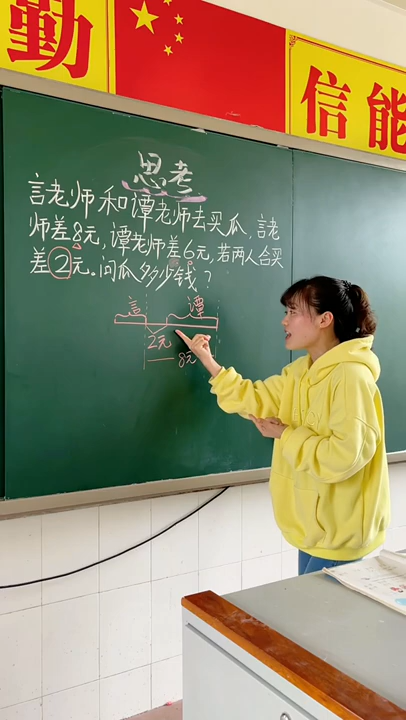 勤
信 能
思考
言老师和谭老师去买瓜,言老
师差8元,谭老师差6元,若两人合买
差2元。问瓜多少钱?
言 谭
2元
8元